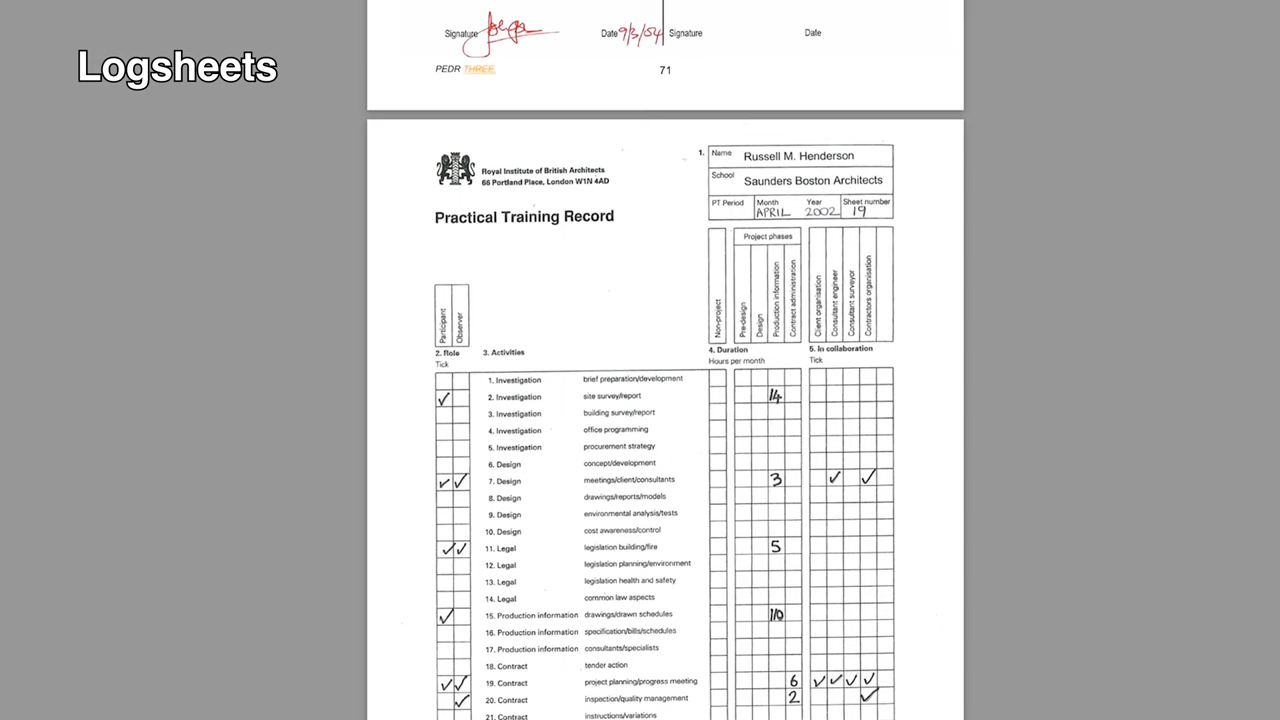 Logsheets
Signature Date 9/3/04 Signature Date
PEDR THREE 71
Royal Institute of British Architects
66 Portland Place, London W1N 4AD
Practical Training Record
1. Name Russell M. Henderson
School Saunders Boston Architects
PT Period Month Year Sheet number
APRIL 2002 19
Project phases
Participant
Observer
Non-project
Pre-design
Design
Production information
Contract administration
Client organisation
Consultant engineer
Consultant surveyor
Contractors organisation
2. Role 3. Activities 4. Duration 5. In collaboration
Tick Hours per month Tick
1. Investigation brief preparation/development
✓ 2. Investigation site survey/report 14
3. Investigation building survey/report
4. Investigation office programming
5. Investigation procurement strategy
6. Design concept/development
✓ ✓ 7. Design meetings/client/consultants 3 ✓ ✓
8. Design drawings/reports/models
9. Design environmental analysis/tests
10. Design cost awareness/control
✓ ✓ 11. Legal legislation building/fire 5
12. Legal legislation planning/environment
13. Legal legislation health and safety
14. Legal common law aspects
✓ 15. Production information drawings/drawn schedules 110
16. Production information specification/bills/schedules
17. Production information consultants/specialists
18. Contract tender action
✓ ✓ 19. Contract project planning/progress meeting 6 ✓ ✓ ✓ ✓
✓ 20. Contract inspection/quality management 2 ✓
21. Contract instructions/variations